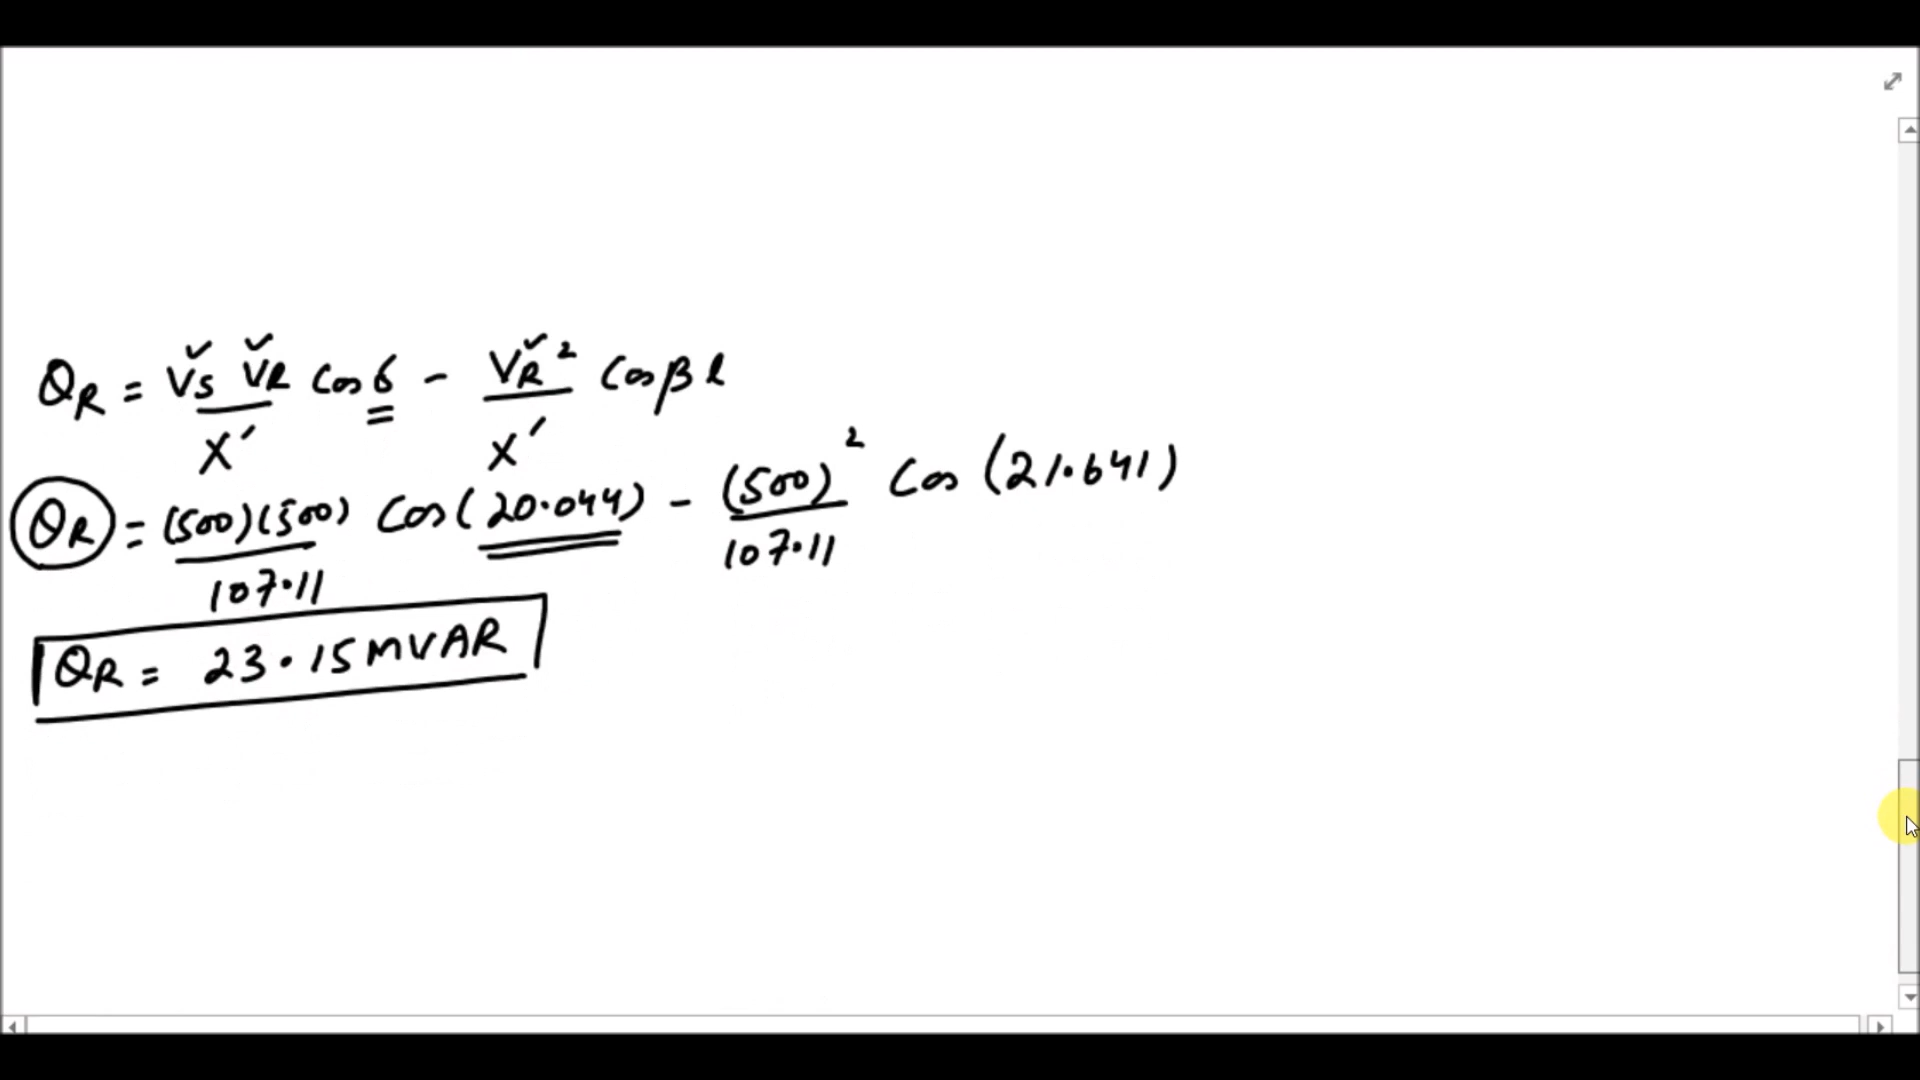 QR = VS VR / X′ cos δ − VR² / X′ cos βl
QR = (500)(500) / 107.11 cos(20.044) − (500)² / 107.11 cos(21.641)
QR = 23.15 MVAR